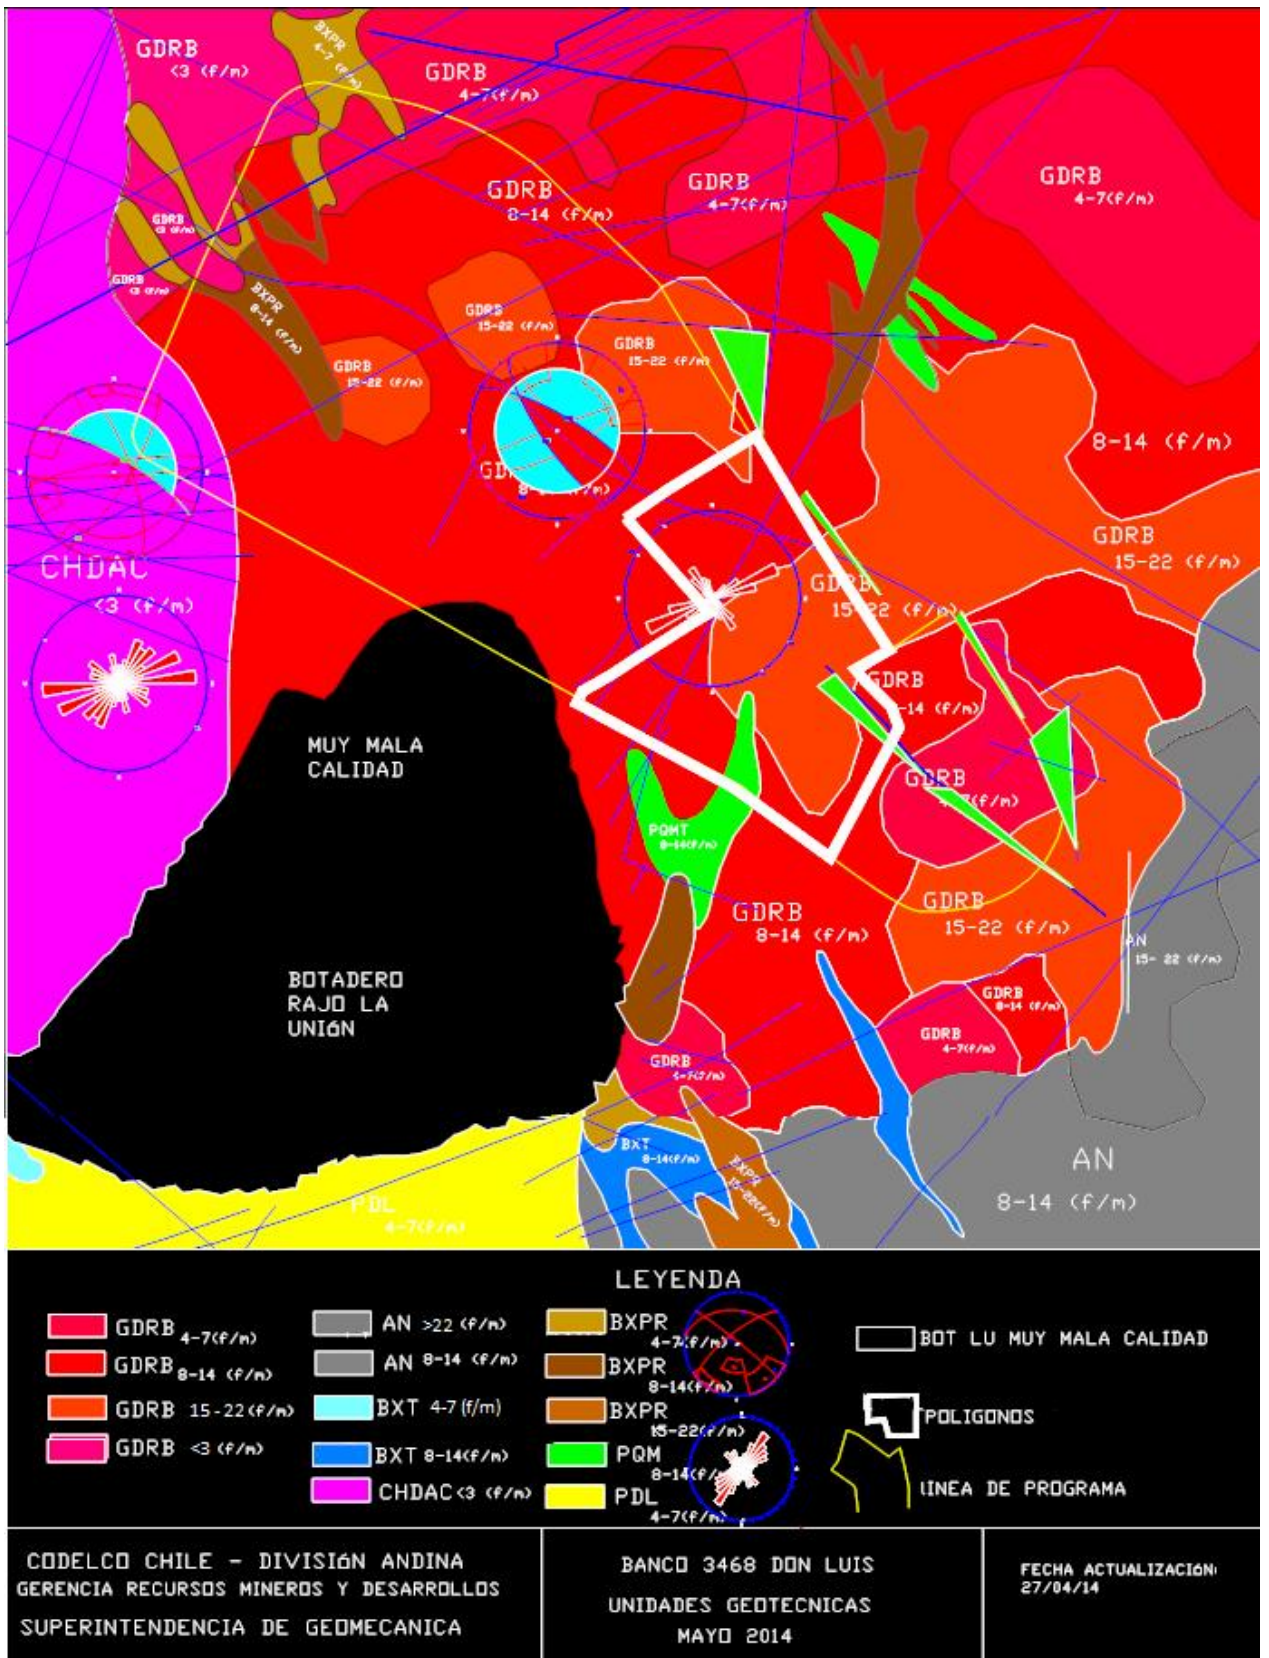 GDRB
<3 (f/m)
BXPR
4-7 (f/m)
GDRB
4-7(f/m)
GDRB
8-14 (f/m)
GDRB
4-7(f/m)
GDRB
4-7(f/m)
GDRB
<3 (f/m)
GDRB
<3 (f/m)
BXPR
8-14 (f/m)
GDRB
15-22 (f/m)
GDRB
15-22 (f/m)
GDRB
15-22 (f/m)
8-14 (f/m)
GDRB
15-22 (f/m)
CHDAC
<3 (f/m)
GDRB
15-22 (f/m)
GDRB
8-14 (f/m)
MUY MALA
CALIDAD
GDRB
(f/m)
PQMT
GDRB
8-14 (f/m)
GDRB
15-22 (f/m)
AN
15- 22 (f/m)
BOTADERO
RAJO LA
UNIÓN
GDRB
8-14 (f/m)
GDRB
4-7(f/m)
GDRB
BXT
8-14(f/m)
BXPR
15-22(f/m)
AN
8-14 (f/m)
PDL
4-7(f/m)
LEYENDA
GDRB 4-7(f/m)
GDRB 8-14 (f/m)
GDRB 15-22(f/m)
GDRB <3 (f/m)
AN >22 (f/m)
AN 8-14 (f/m)
BXT 4-7 (f/m)
BXT 8-14(f/m)
CHDAC <3 (f/m)
BXPR
4-7(f/m)
BXPR
8-14(f/m)
BXPR
15-22(f/m)
PQM
8-14(f/
PDL
4-7(f/m)
BOT LU MUY MALA CALIDAD
POLIGONOS
LINEA DE PROGRAMA
CODELCO CHILE - DIVISIÓN ANDINA
GERENCIA RECURSOS MINEROS Y DESARROLLOS
SUPERINTENDENCIA DE GEOMECANICA
BANCO 3468 DON LUIS
UNIDADES GEOTECNICAS
MAYO 2014
FECHA ACTUALIZACIÓN:
27/04/14